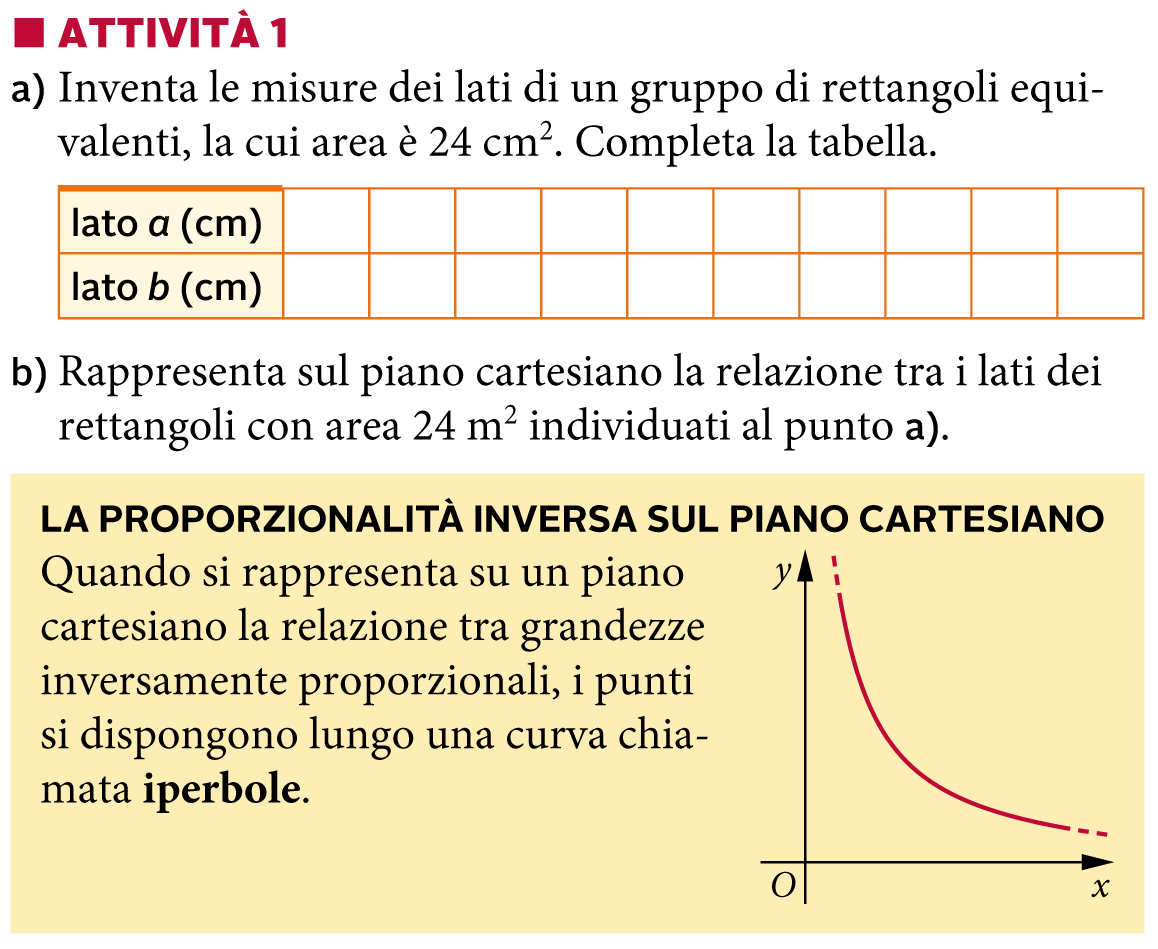 ATTIVITÀ 1
a) Inventa le misure dei lati di un gruppo di rettangoli equi-
valenti, la cui area è 24 cm². Completa la tabella.
lato a (cm)
lato b (cm)
b) Rappresenta sul piano cartesiano la relazione tra i lati dei
rettangoli con area 24 m² individuati al punto a).
LA PROPORZIONALITÀ INVERSA SUL PIANO CARTESIANO
Quando si rappresenta su un piano
cartesiano la relazione tra grandezze
inversamente proporzionali, i punti
si dispongono lungo una curva chia-
mata iperbole.
y
O
x